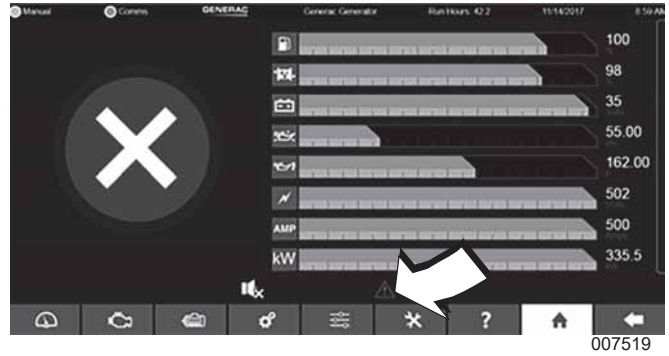 Manual Comms GENERAC Generac Generator Run Hours: 42.2 11/14/2017 8:59 AM
100
98
35
55.00
162.00
502
AMP 500
kW 335.5
?
007519